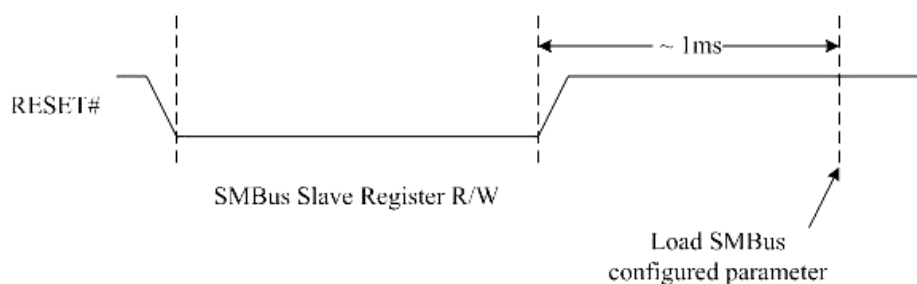 ~ 1ms
RESET#
SMBus Slave Register R/W
Load SMBus
configured parameter